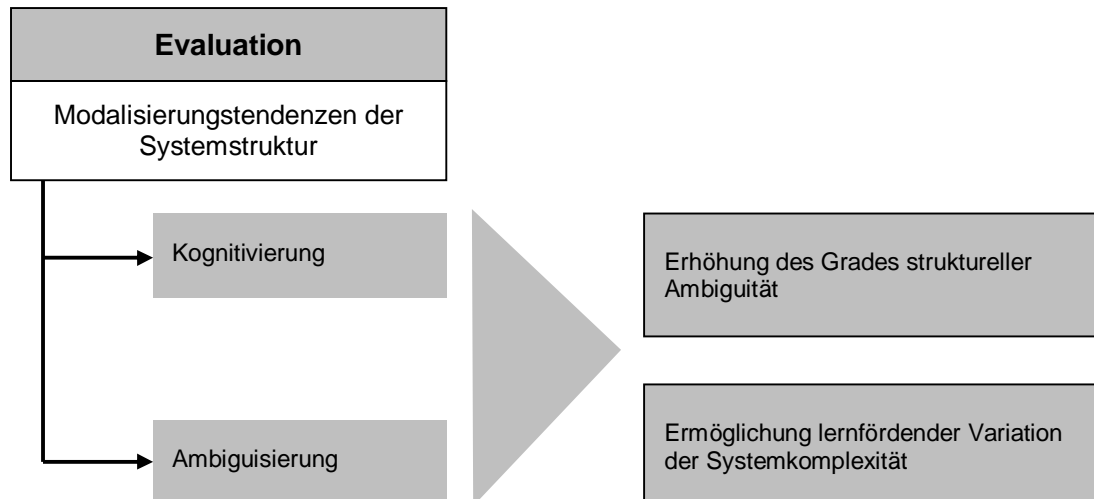 Evaluation
Modalisierungstendenzen der
Systemstruktur
Kognitivierung
Erhöhung des Grades struktureller
Ambiguität
Ambiguisierung
Ermöglichung lernfördender Variation
der Systemkomplexität